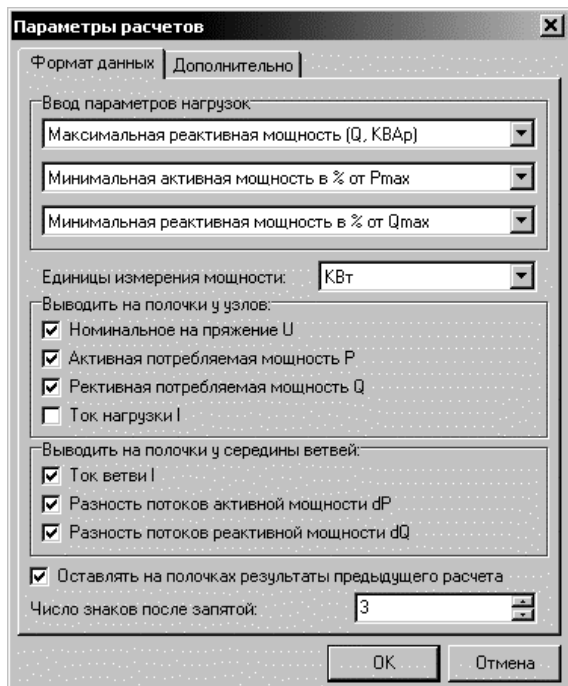 Параметры расчетов
Формат данных Дополнительно
Ввод параметров нагрузок
Максимальная реактивная мощность (Q, КВАр)
Минимальная активная мощность в % от Pmax
Минимальная реактивная мощность в % от Qmax
Единицы измерения мощности: КВт
Выводить на полочки у узлов:
Номинальное на пряжение U
Активная потребляемая мощность P
Рективная потребляемая мощность Q
Ток нагрузки I
Выводить на полочки у середины ветвей:
Ток ветви I
Разность потоков активной мощности dP
Разность потоков реактивной мощности dQ
Оставлять на полочках результаты предыдущего расчета
Число знаков после запятой: 3
OK Отмена